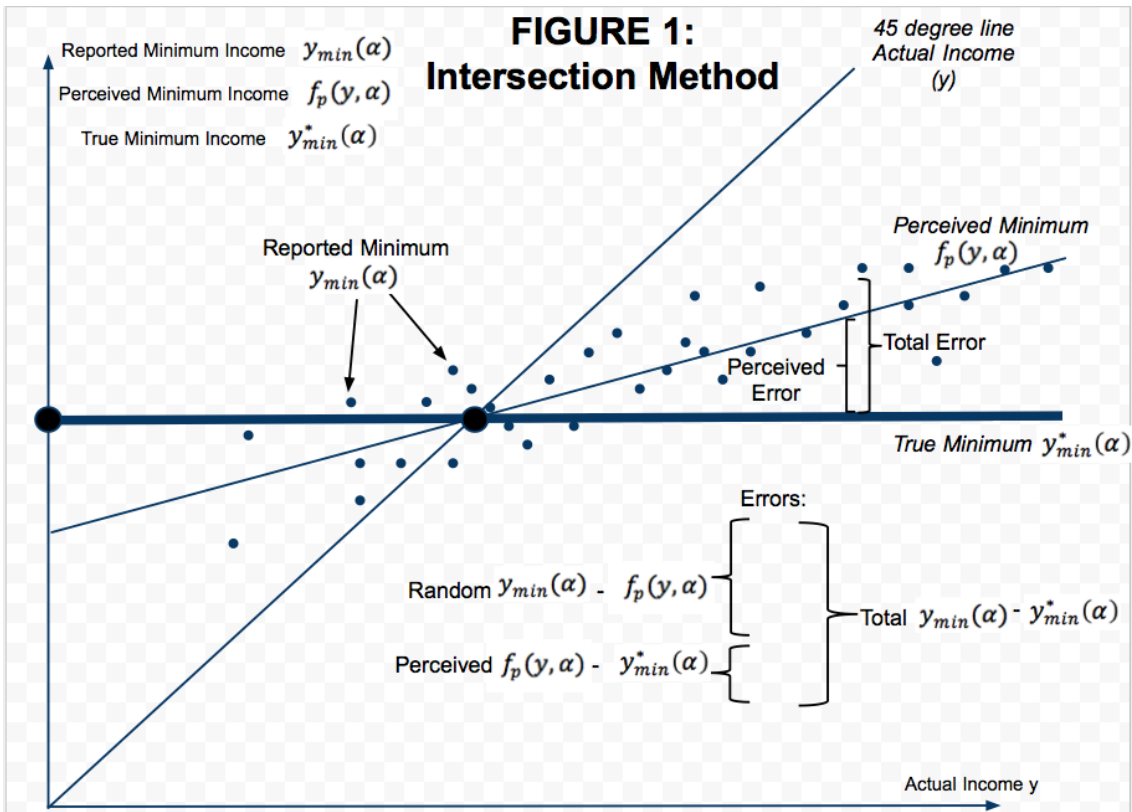 FIGURE 1:
Intersection Method
45 degree line
Actual Income
(y)
Reported Minimum Income y_min(α)
Perceived Minimum Income f_p(y, α)
True Minimum Income y*_min(α)
Reported Minimum
y_min(α)
Perceived Minimum
f_p(y, α)
Total Error
Perceived
Error
True Minimum y*_min(α)
Errors:
Random y_min(α) - f_p(y, α)
Total y_min(α) - y*_min(α)
Perceived f_p(y, α) - y*_min(α)
Actual Income y